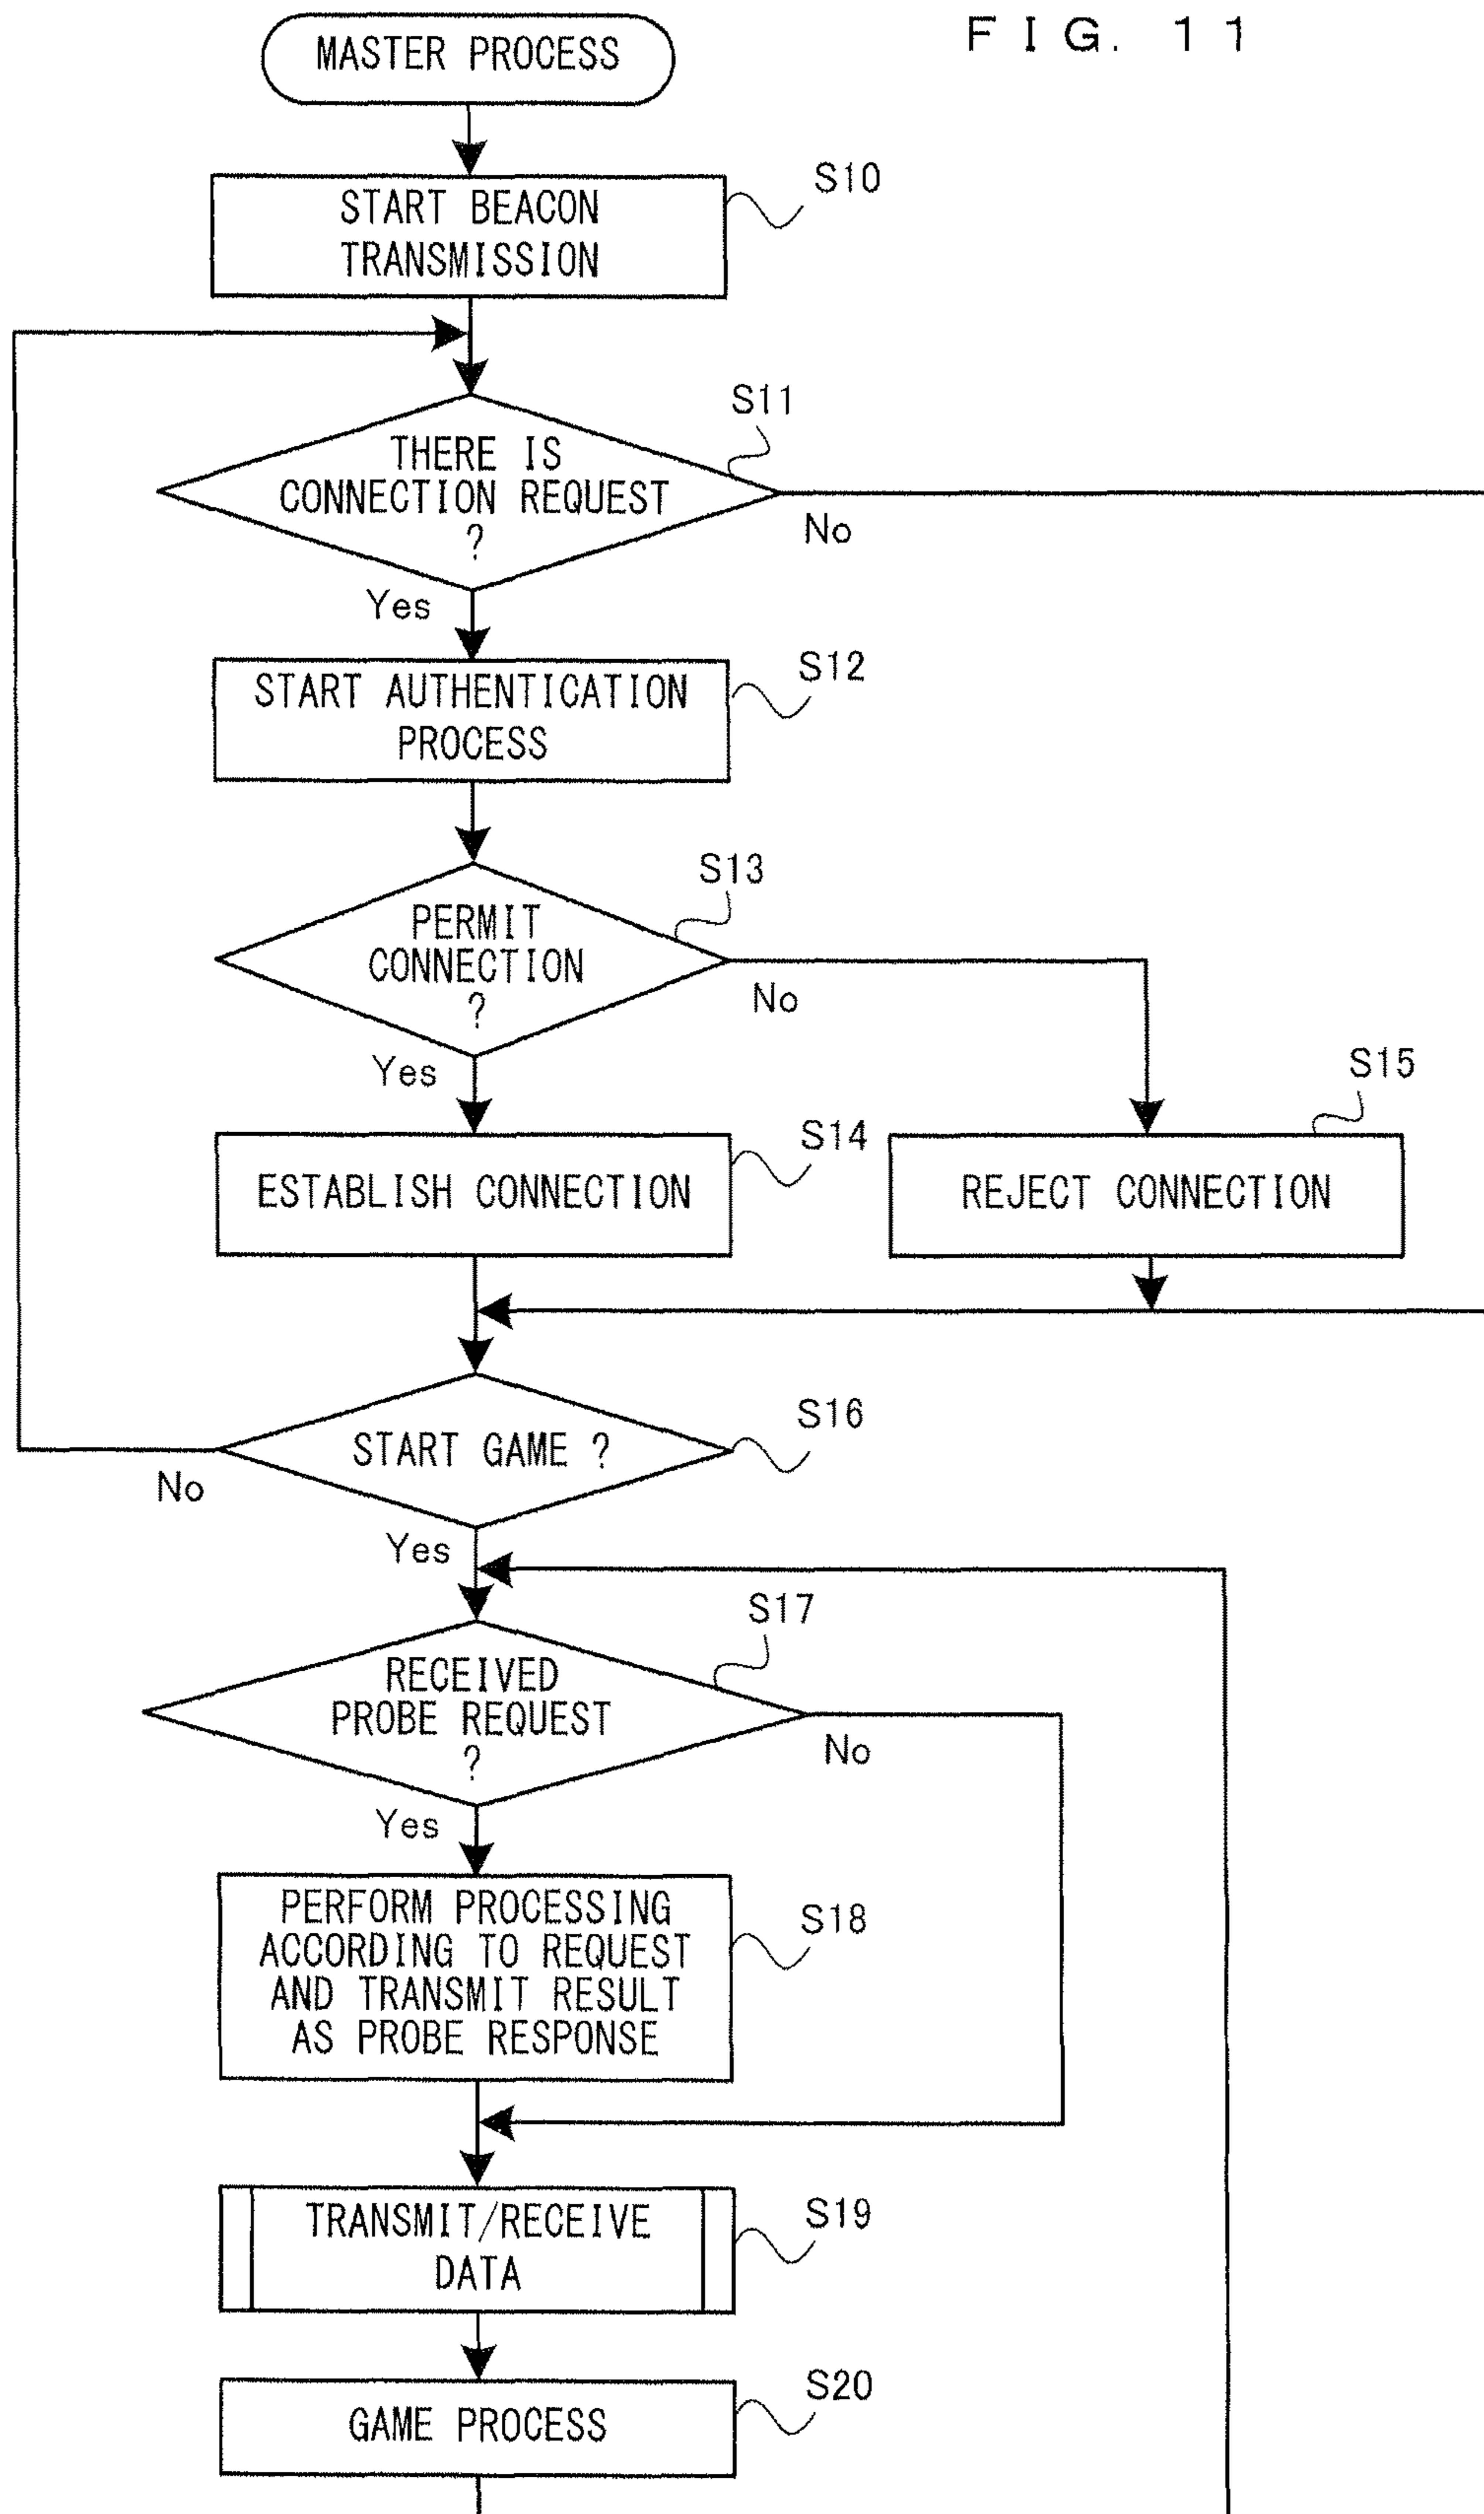 FIG. 11
MASTER PROCESS
S10
START BEACON
TRANSMISSION
S11
THERE IS
CONNECTION REQUEST
?
No
Yes
S12
START AUTHENTICATION
PROCESS
S13
PERMIT
CONNECTION
?
No
Yes
S14
ESTABLISH CONNECTION
S15
REJECT CONNECTION
S16
START GAME ?
No
Yes
S17
RECEIVED
PROBE REQUEST
?
No
Yes
S18
PERFORM PROCESSING
ACCORDING TO REQUEST
AND TRANSMIT RESULT
AS PROBE RESPONSE
S19
TRANSMIT/RECEIVE
DATA
S20
GAME PROCESS